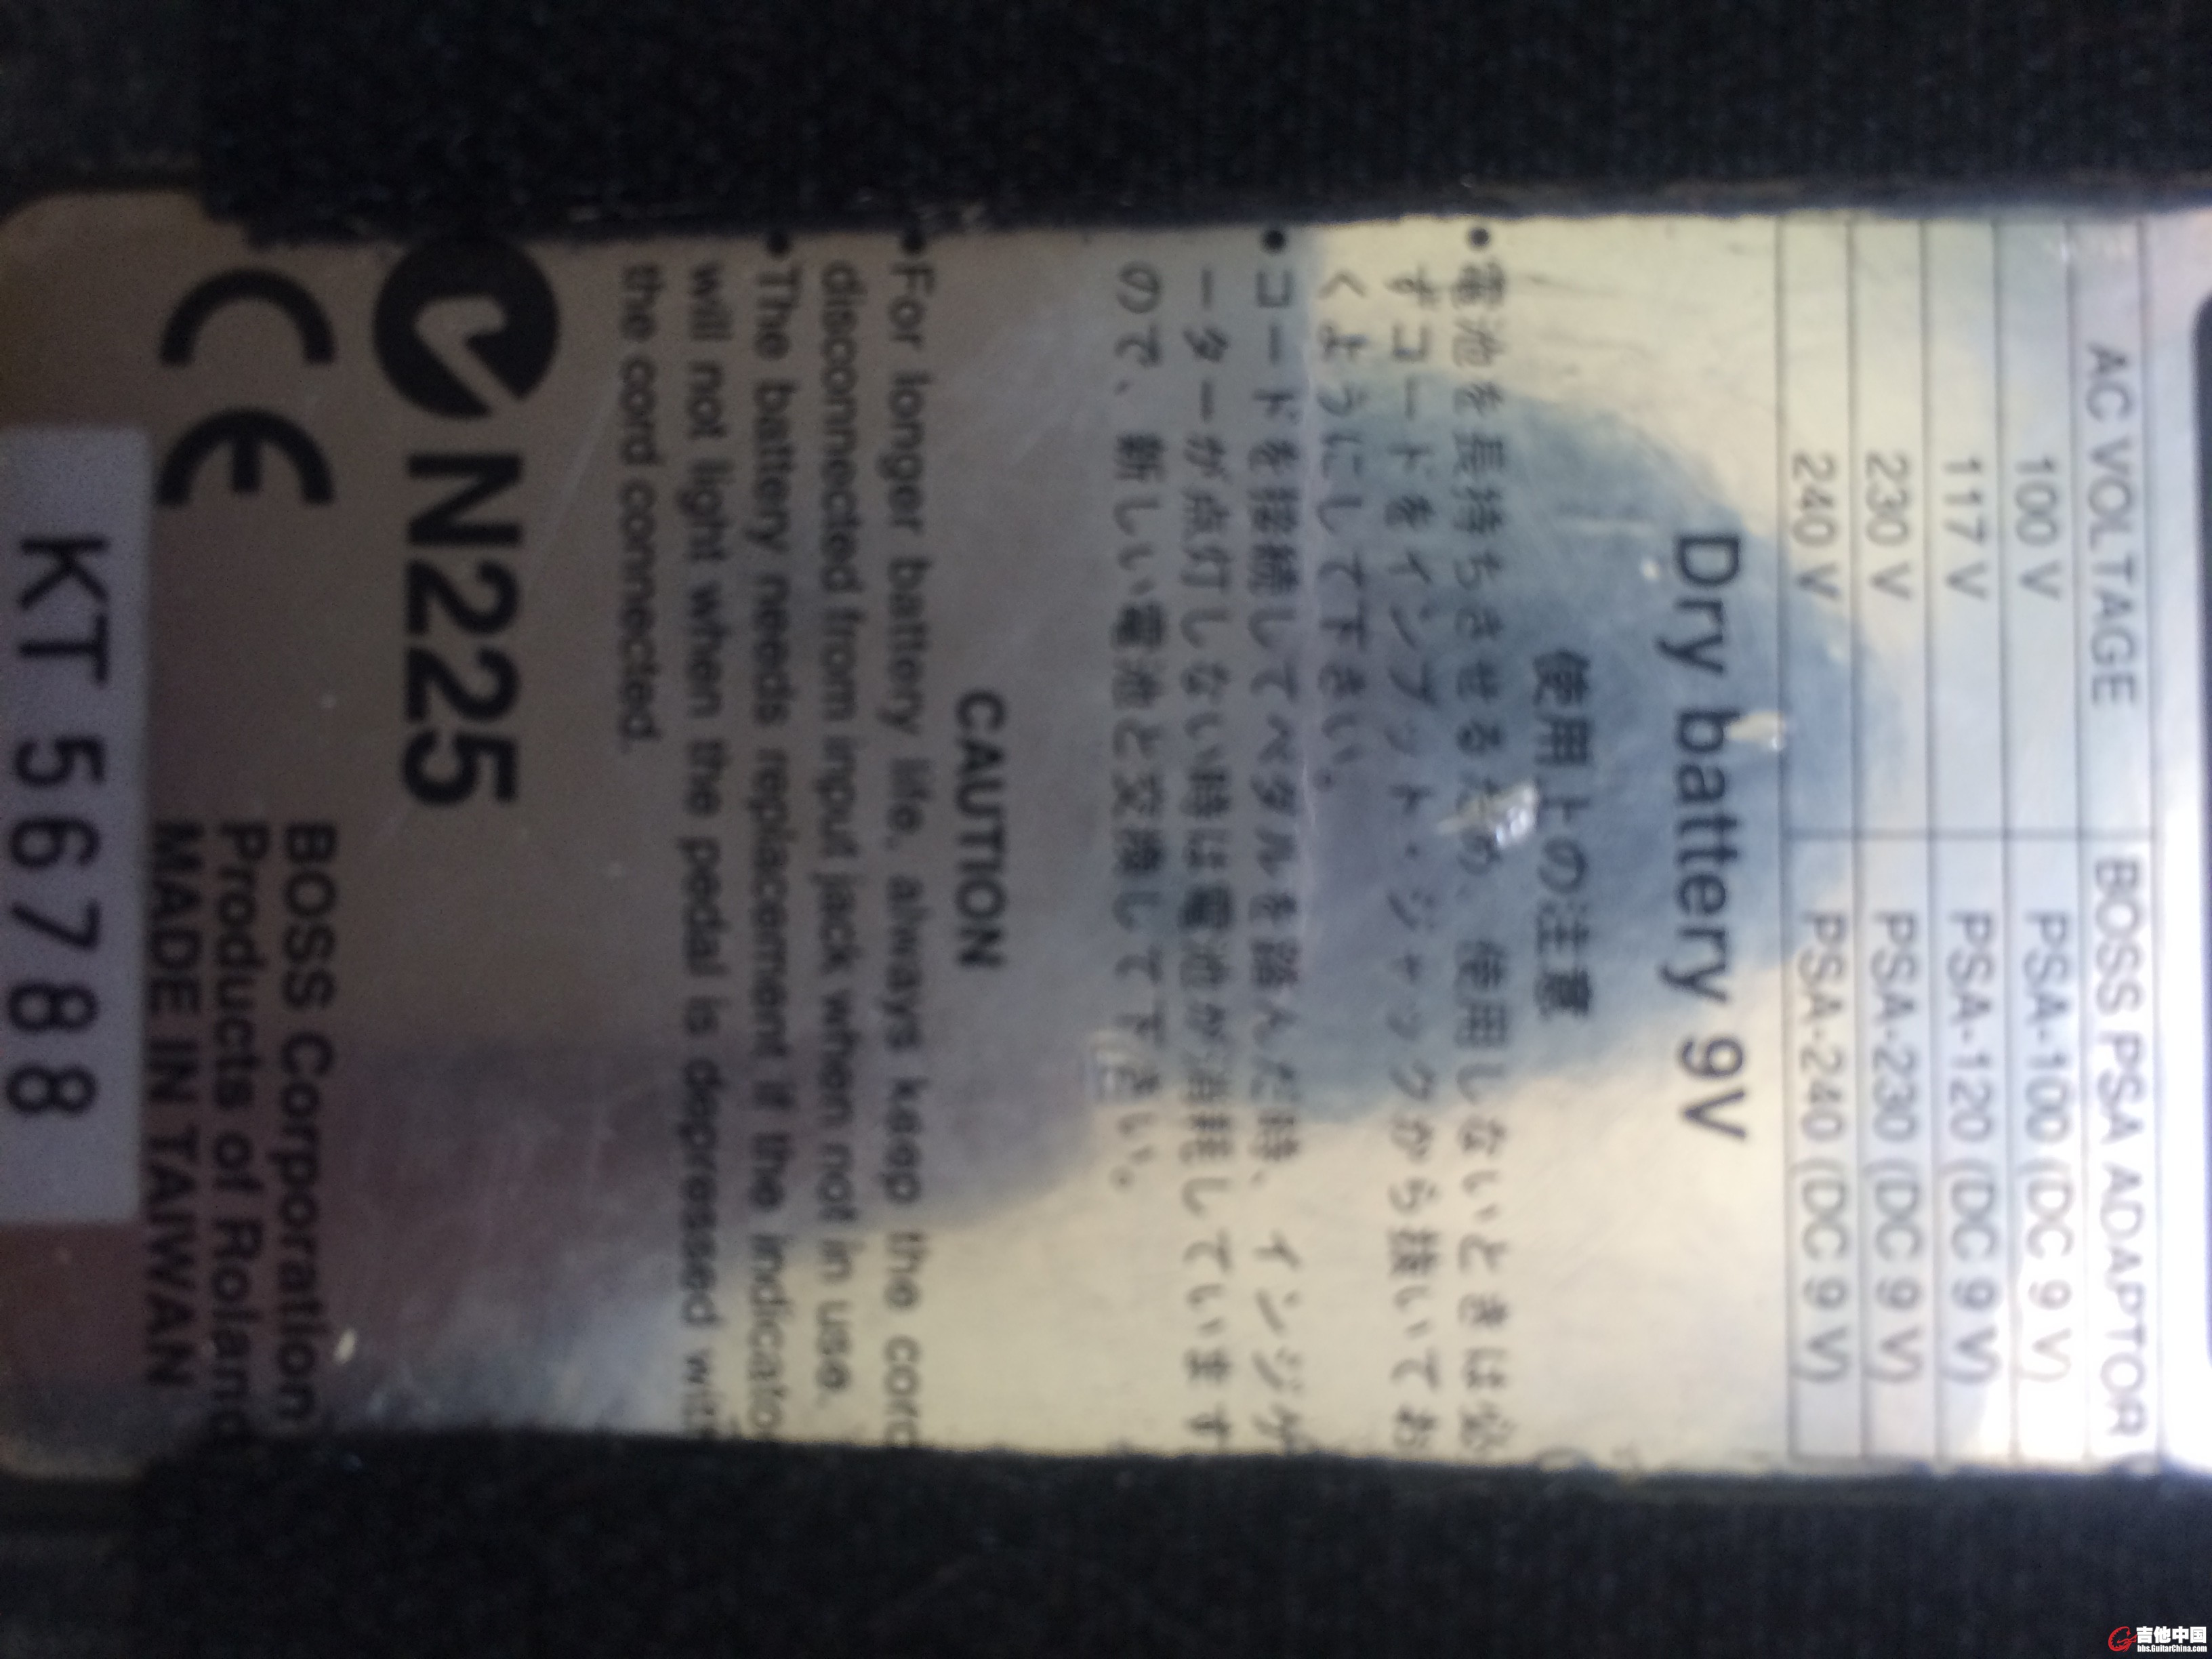 AC VOLTAGE BOSS PSA ADAPTOR
100 V PSA-100 (DC 9 V)
117 V PSA-120 (DC 9 V)
230 V PSA-230 (DC 9 V)
240 V PSA-240 (DC 9 V)
Dry battery 9V
使用上の注意
●電池を長持ちさせるため、使用しないときは必
ずコードをインプット・ジャックから抜いてお
くようにして下さい。
●コードを接続してペダルを踏んだ時、インジケ
ーターが点灯しない時は電池が消耗しています
ので、新しい電池と交換して下さい。
CAUTION
●For longer battery life, always keep the cord
disconnected from input jack when not in use.
●The battery needs replacement if the indicator
will not light when the pedal is depressed with
the cord connected.
N225
CE
BOSS Corporation
Products of Roland
MADE IN TAIWAN
KT 56788
吉他中国
bbs.GuitarChina.com